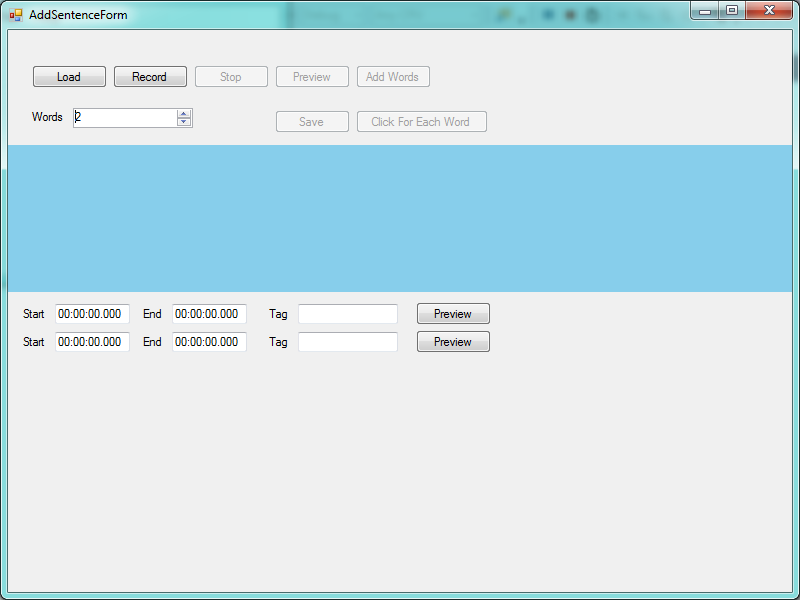 AddSentenceForm
Load Record Stop Preview Add Words
Words 2 Save Click For Each Word
Start 00:00:00.000 End 00:00:00.000 Tag Preview
Start 00:00:00.000 End 00:00:00.000 Tag Preview